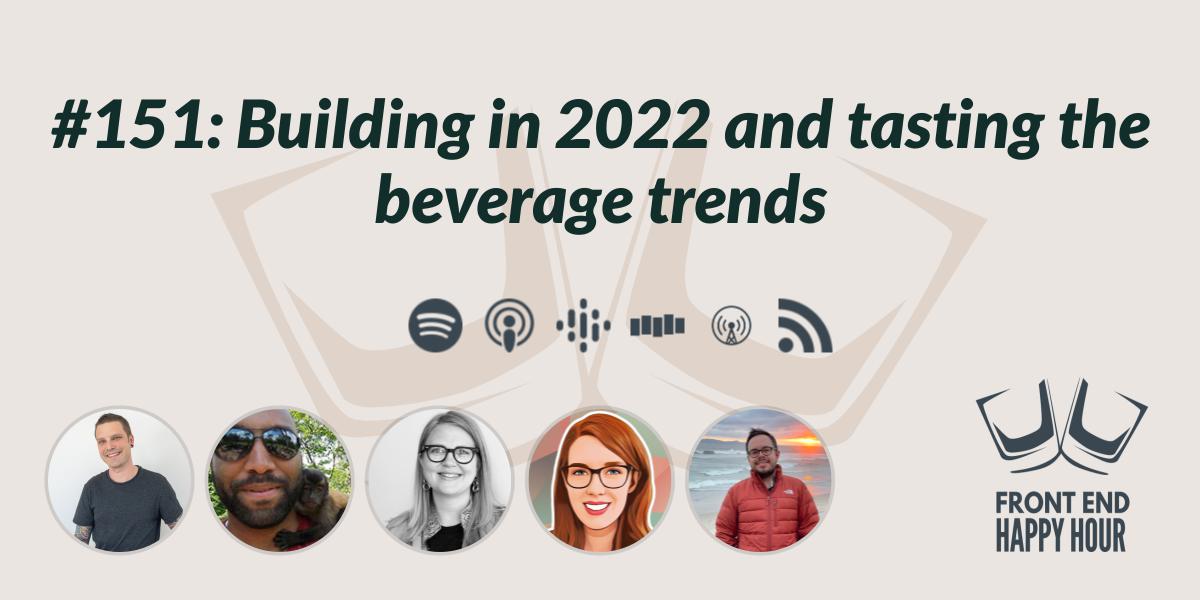 #151: Building in 2022 and tasting the
beverage trends
FRONT END
HAPPY HOUR